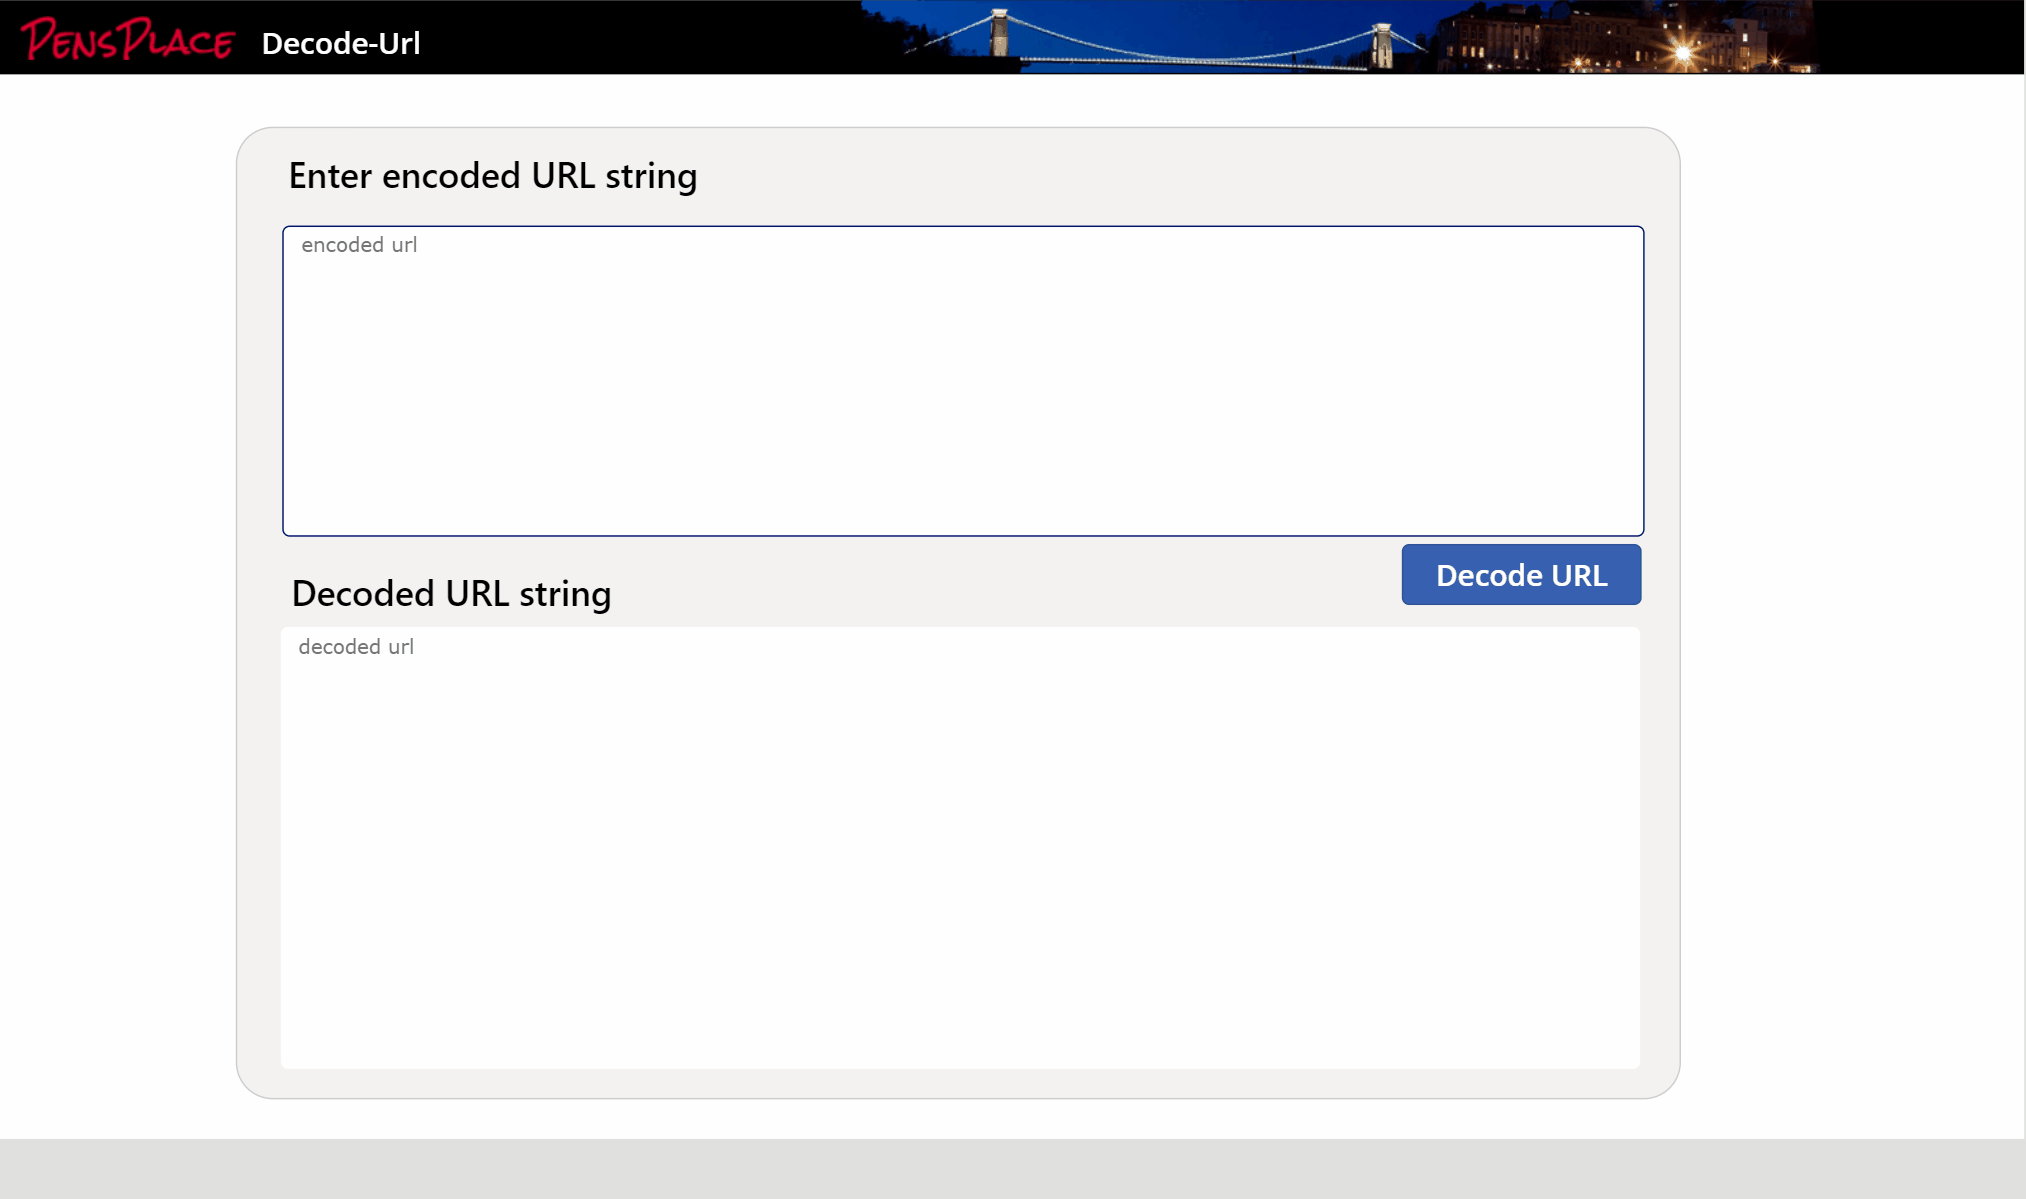 PENSPLACE Decode-Url
Enter encoded URL string
encoded url
Decode URL
Decoded URL string
decoded url